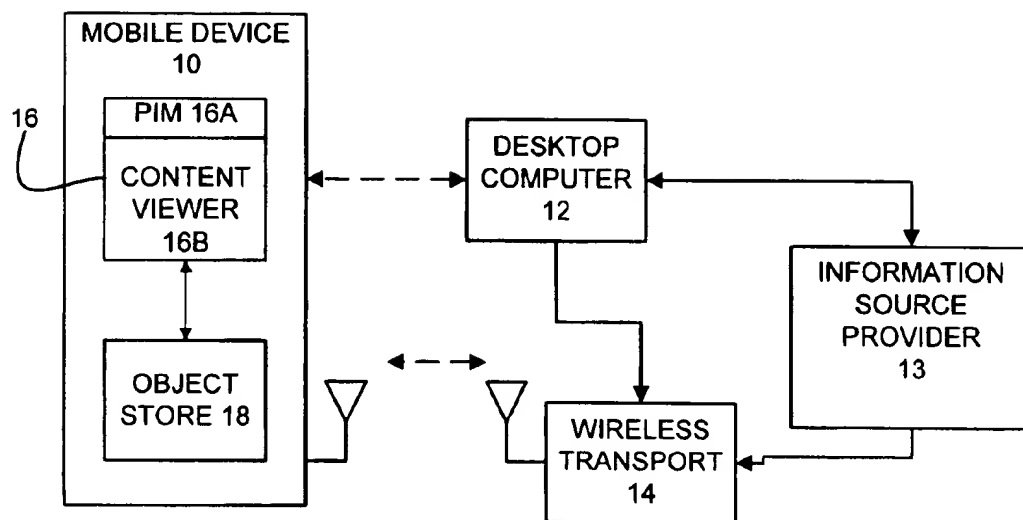 MOBILE DEVICE
10
16
PIM 16A
CONTENT
VIEWER
16B
OBJECT
STORE 18
DESKTOP
COMPUTER
12
INFORMATION
SOURCE
PROVIDER
13
WIRELESS
TRANSPORT
14